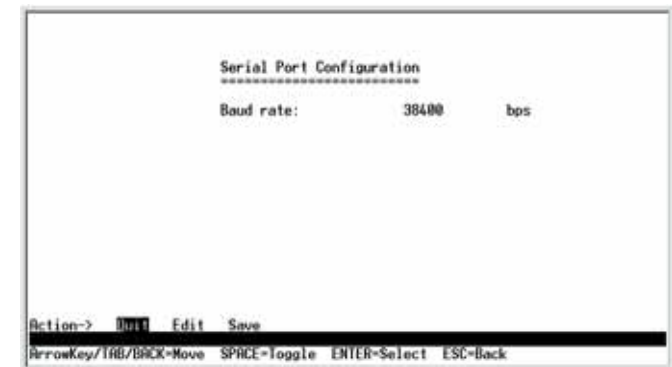 Serial Port Configuration
==========================
Baud rate: 38400 bps
Action-> Quit Edit Save
ArrowKey/TAB/BACK=Move SPACE=Toggle ENTER=Select ESC=Back